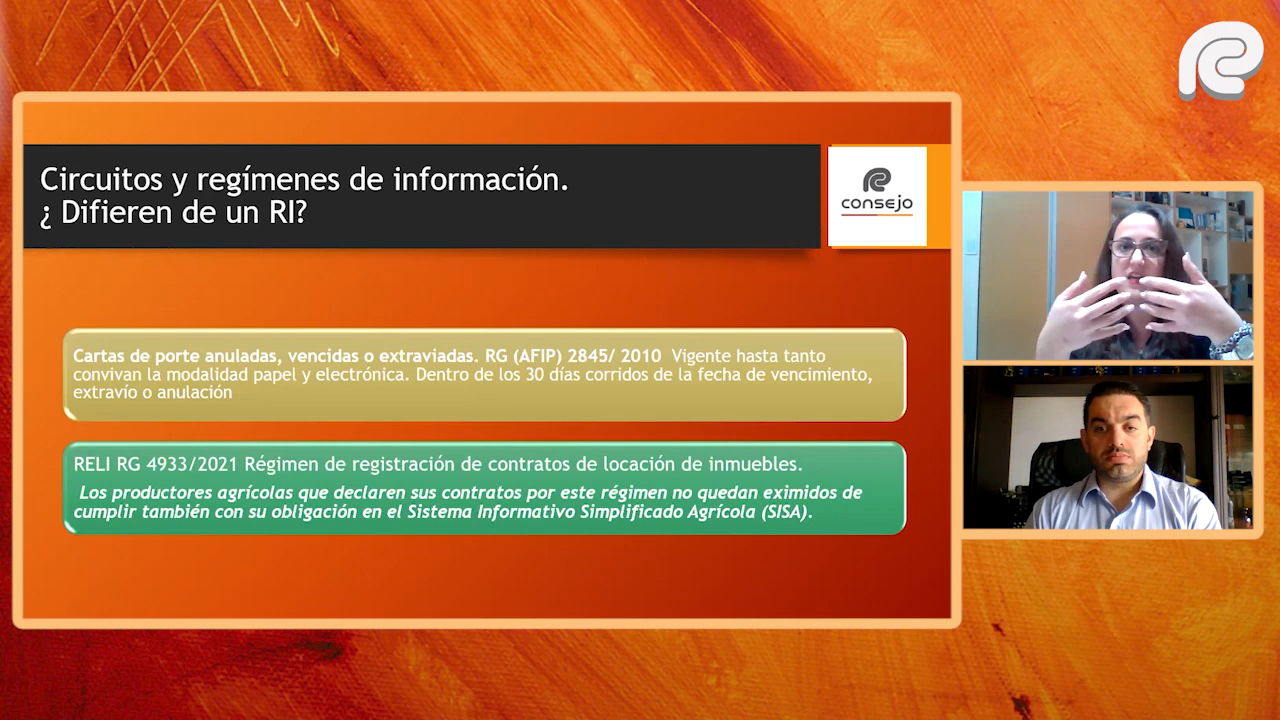 Circuitos y regímenes de información.
¿ Difieren de un RI?
consejo
Cartas de porte anuladas, vencidas o extraviadas. RG (AFIP) 2845/ 2010 Vigente hasta tanto
convivan la modalidad papel y electrónica. Dentro de los 30 días corridos de la fecha de vencimiento,
extravío o anulación
RELI RG 4933/2021 Régimen de registración de contratos de locación de inmuebles.
Los productores agrícolas que declaren sus contratos por este régimen no quedan eximidos de
cumplir también con su obligación en el Sistema Informativo Simplificado Agrícola (SISA).